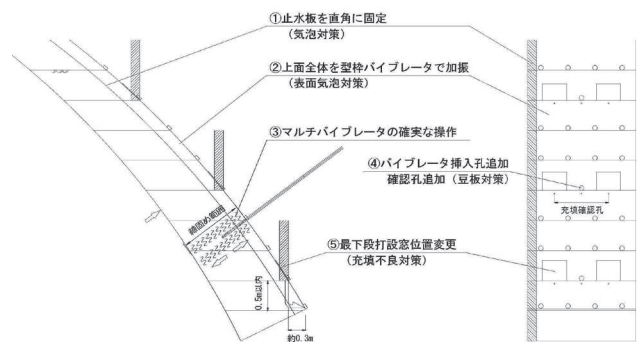 ①止水板を直角に固定
(気泡対策)
②上面全体を型枠バイブレータで加振
(表面気泡対策)
③マルチバイブレータの確実な操作
④バイブレータ挿入孔追加
確認孔追加(豆板対策)
締固め範囲
充填確認孔
⑤最下段打設窓位置変更
(充填不良対策)
0.5m以内
約0.3m